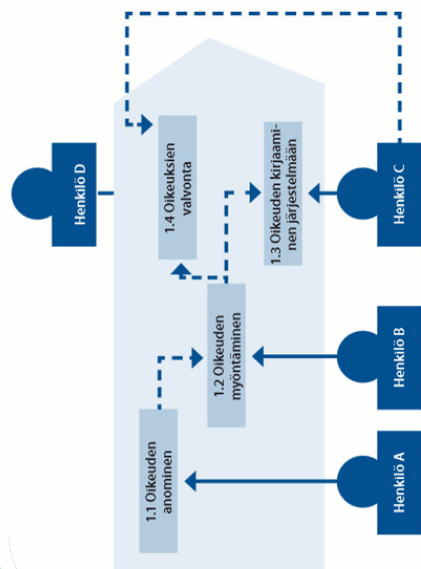 Henkilö D
1.4 Oikeuksien
valvonta
1.3 Oikeuden kirjaami-
nen järjestelmään
1.2 Oikeuden
myöntäminen
1.1 Oikeuden
anominen
Henkilö A
Henkilö B
Henkilö C